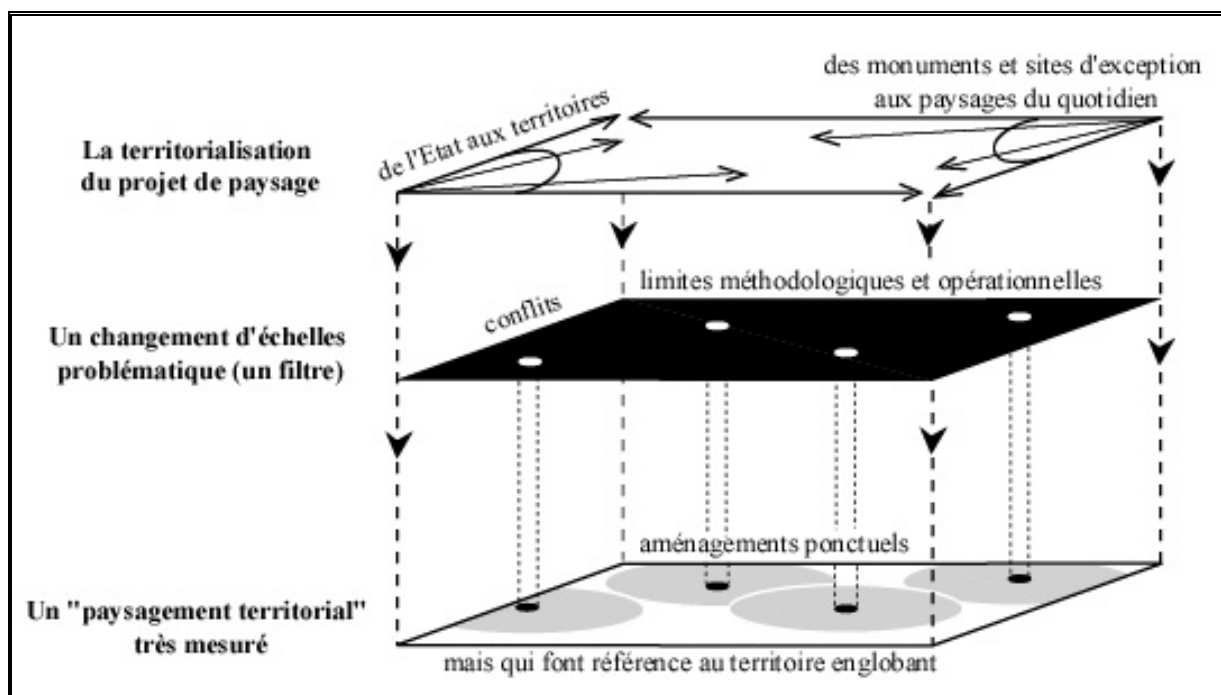 des monuments et sites d'exception
aux paysages du quotidien
de l'Etat aux territoires
La territorialisation
du projet de paysage
limites méthodologiques et opérationnelles
conflits
Un changement d'échelles
problématique (un filtre)
aménagements ponctuels
Un "paysagement territorial"
très mesuré
mais qui font référence au territoire englobant